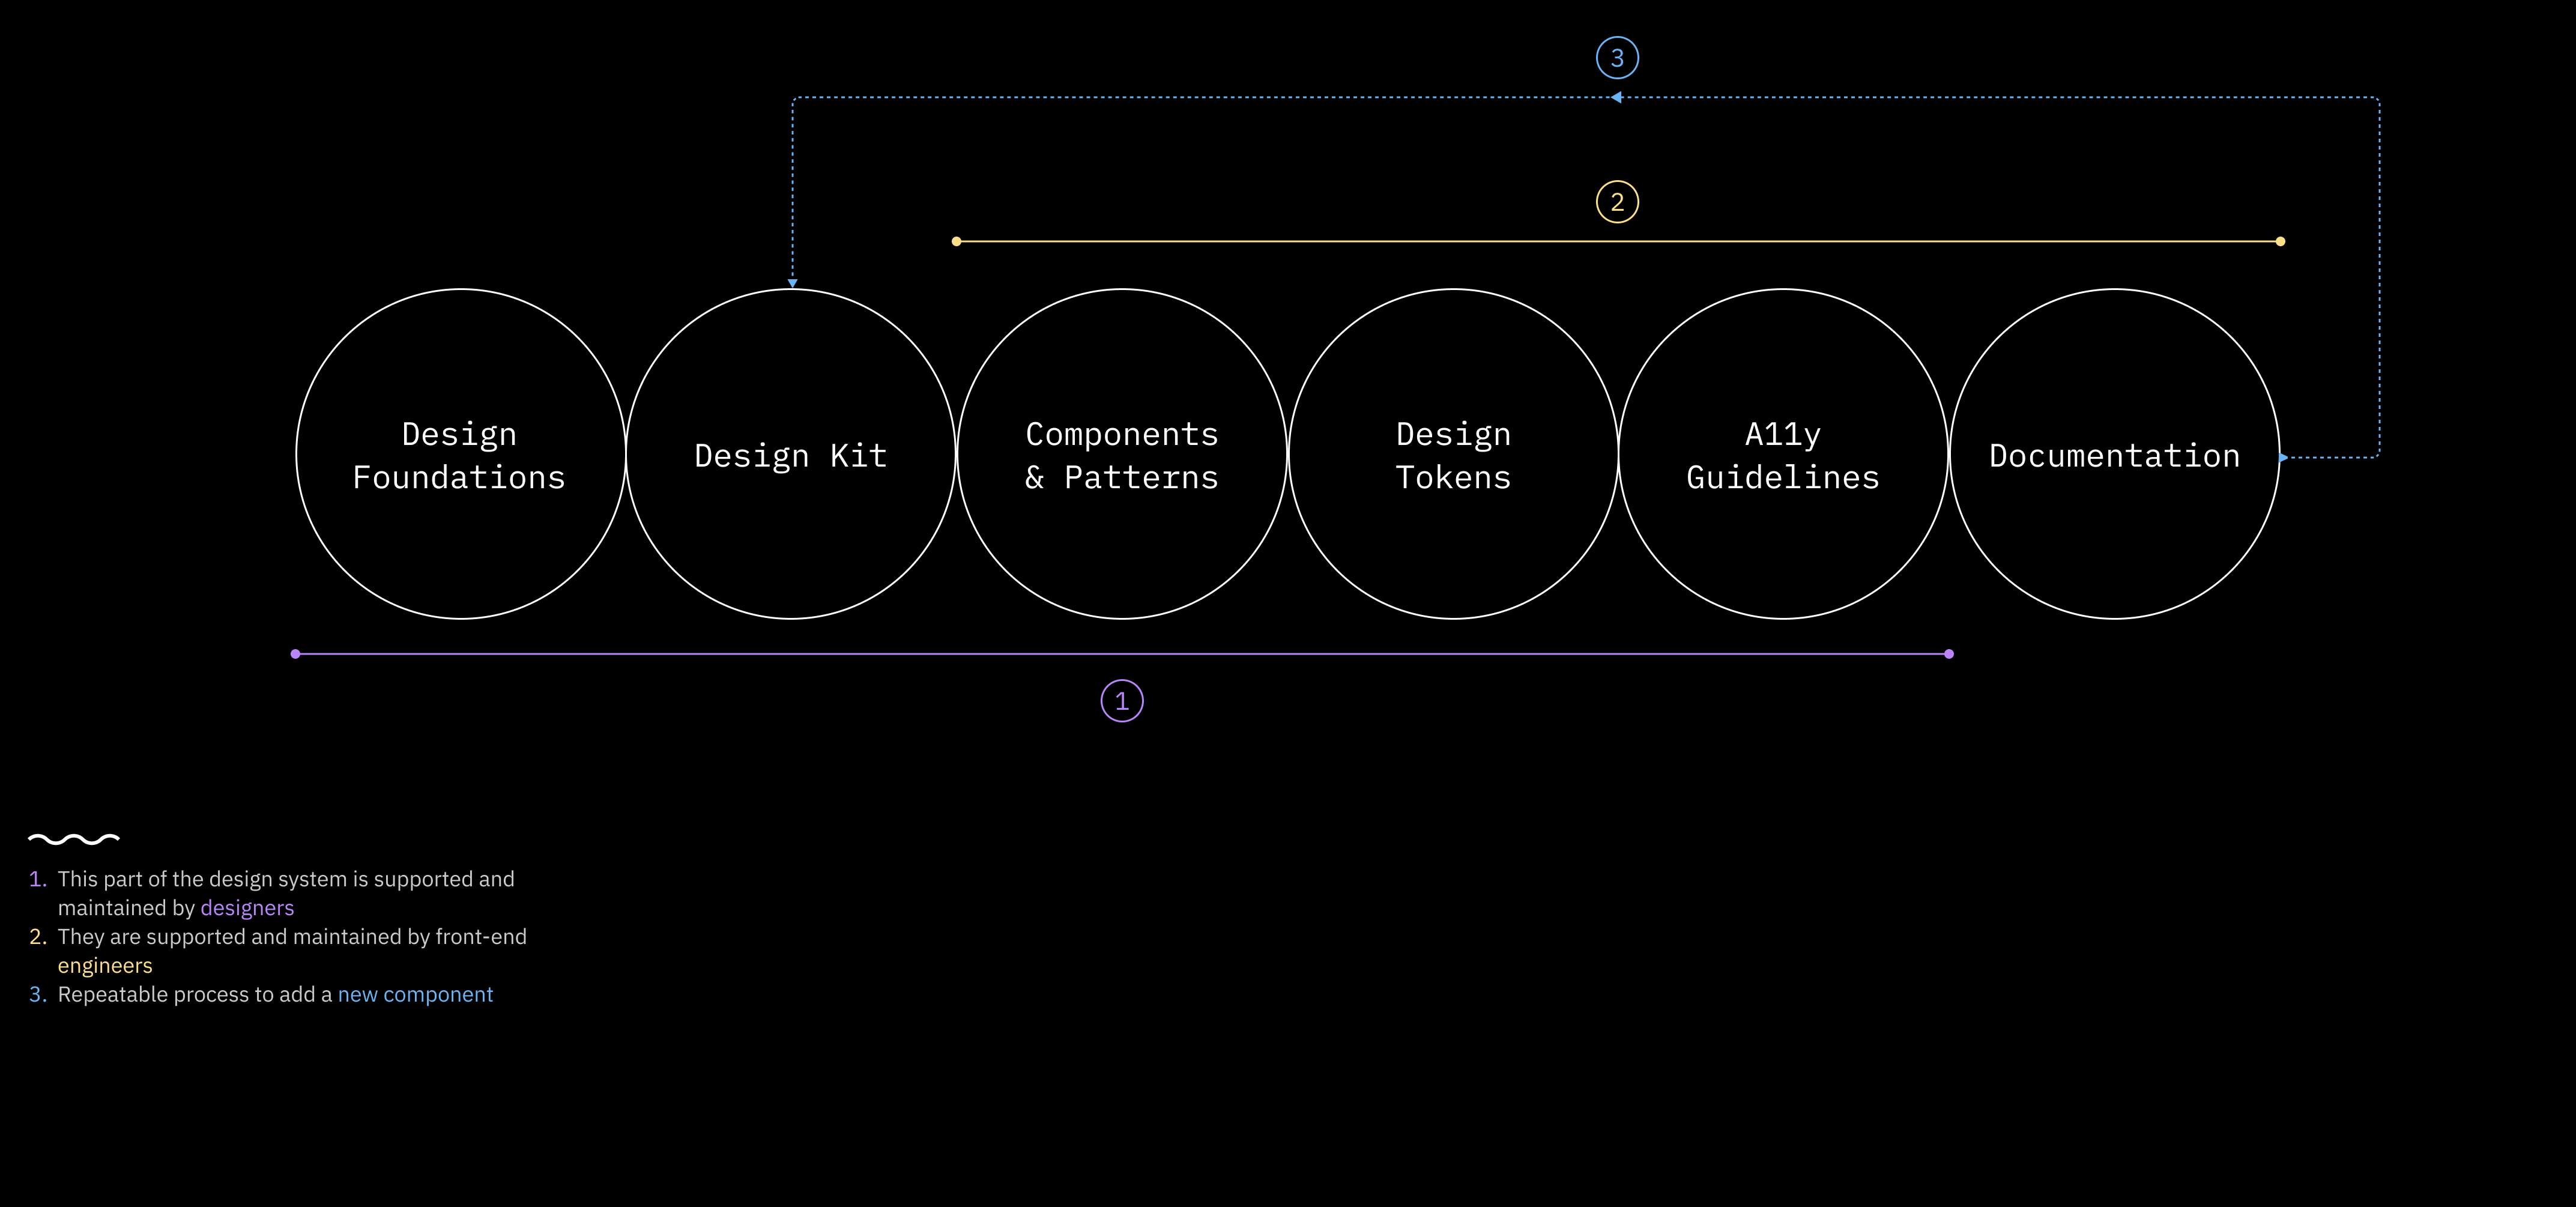 3
2
Design
Foundations
Design Kit
Components
& Patterns
Design
Tokens
A11y
Guidelines
Documentation
1
1. This part of the design system is supported and
maintained by designers
2. They are supported and maintained by front-end
engineers
3. Repeatable process to add a new component